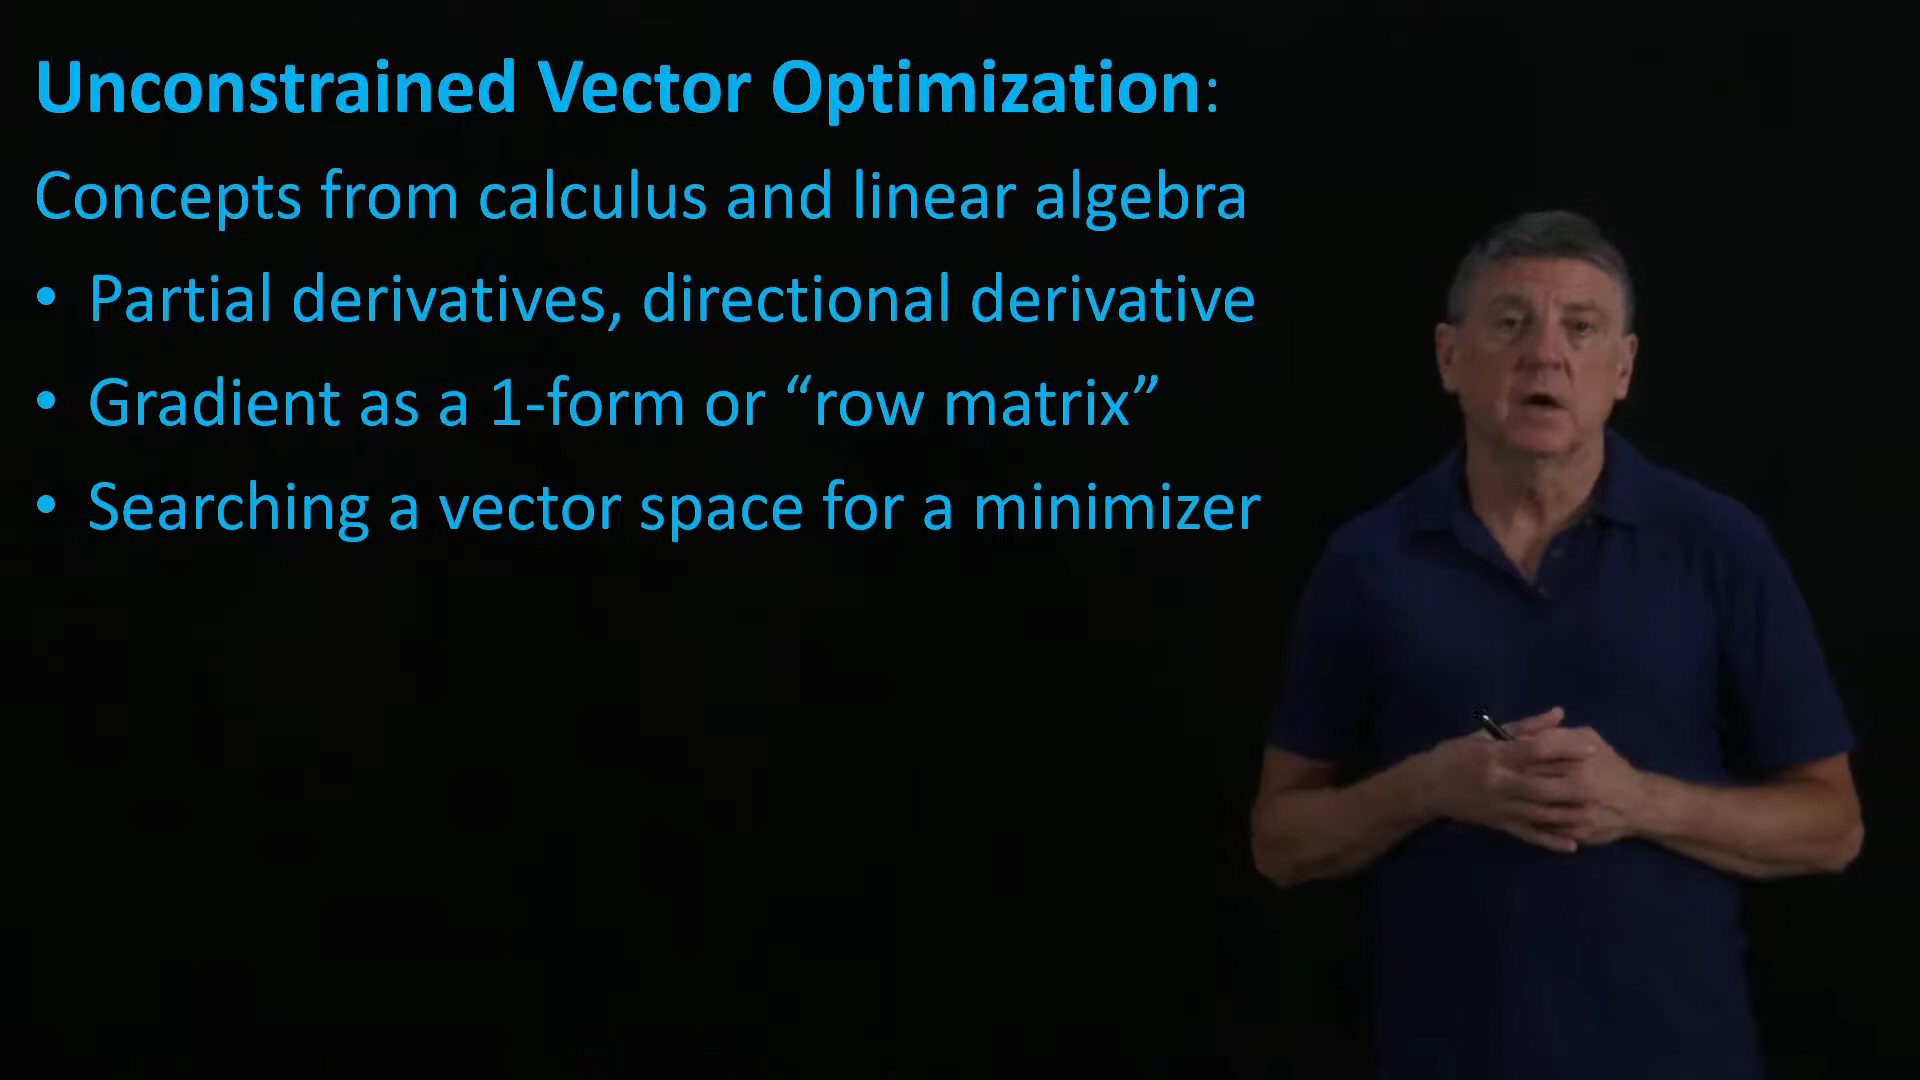 Unconstrained Vector Optimization:
Concepts from calculus and linear algebra
• Partial derivatives, directional derivative
• Gradient as a 1-form or “row matrix”
• Searching a vector space for a minimizer